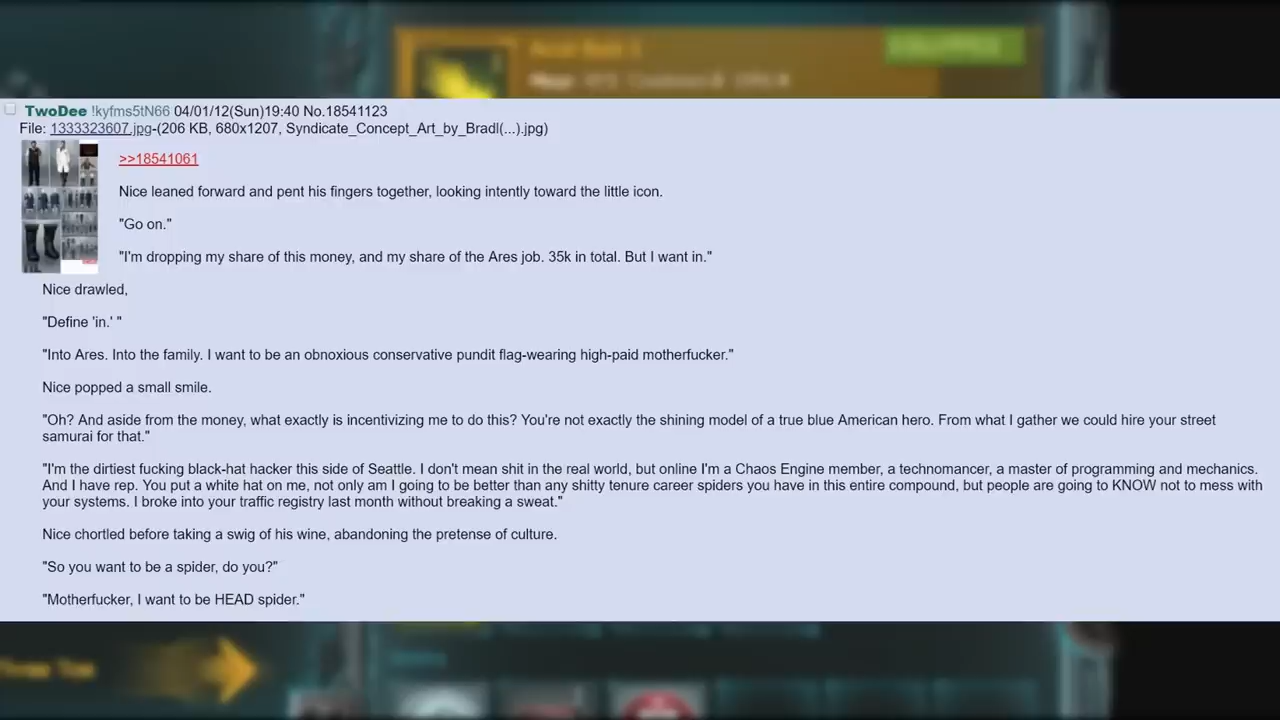 TwoDee !kyfms5tN66 04/01/12(Sun)19:40 No.18541123
File: 1333323607.jpg-(206 KB, 680x1207, Syndicate_Concept_Art_by_Bradl(...).jpg)
>>18541061
Nice leaned forward and pent his fingers together, looking intently toward the little icon.
"Go on."
"I'm dropping my share of this money, and my share of the Ares job. 35k in total. But I want in."
Nice drawled,
"Define 'in.' "
"Into Ares. Into the family. I want to be an obnoxious conservative pundit flag-wearing high-paid motherfucker."
Nice popped a small smile.
"Oh? And aside from the money, what exactly is incentivizing me to do this? You're not exactly the shining model of a true blue American hero. From what I gather we could hire your street
samurai for that."
"I'm the dirtiest fucking black-hat hacker this side of Seattle. I don't mean shit in the real world, but online I'm a Chaos Engine member, a technomancer, a master of programming and mechanics.
And I have rep. You put a white hat on me, not only am I going to be better than any shitty tenure career spiders you have in this entire compound, but people are going to KNOW not to mess with
your systems. I broke into your traffic registry last month without breaking a sweat."
Nice chortled before taking a swig of his wine, abandoning the pretense of culture.
"So you want to be a spider, do you?"
"Motherfucker, I want to be HEAD spider."